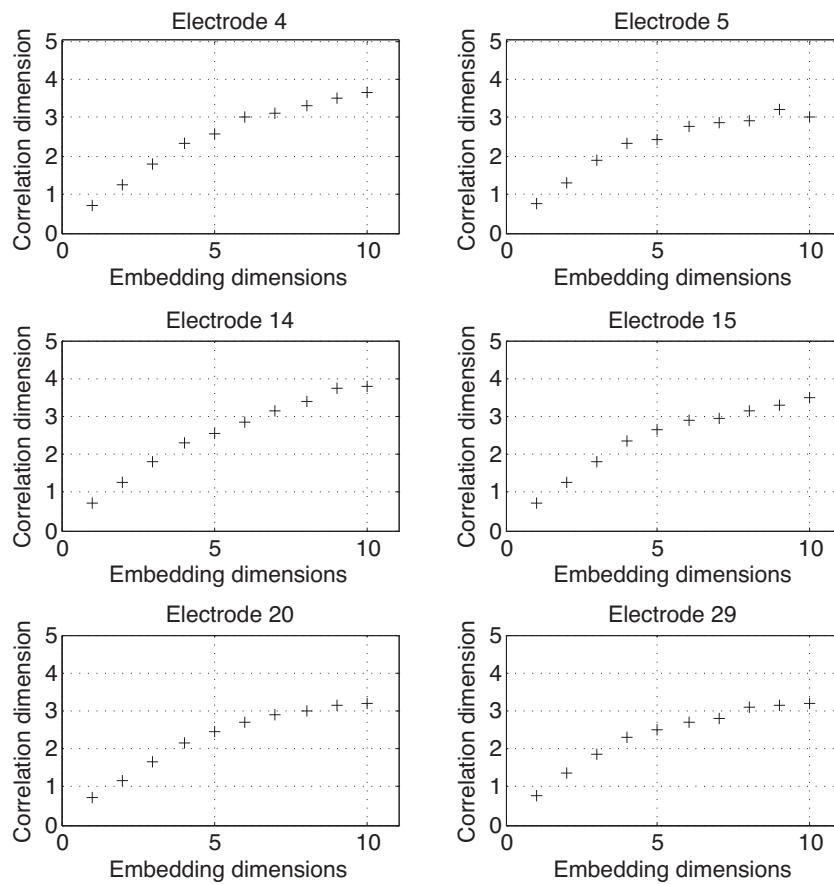 Electrode 4
Correlation dimension
5
4
3
2
1
0
0 5 10
Embedding dimensions
Electrode 5
Correlation dimension
5
4
3
2
1
0
0 5 10
Embedding dimensions
Electrode 14
Correlation dimension
5
4
3
2
1
0
0 5 10
Embedding dimensions
Electrode 15
Correlation dimension
5
4
3
2
1
0
0 5 10
Embedding dimensions
Electrode 20
Correlation dimension
5
4
3
2
1
0
0 5 10
Embedding dimensions
Electrode 29
Correlation dimension
5
4
3
2
1
0
0 5 10
Embedding dimensions